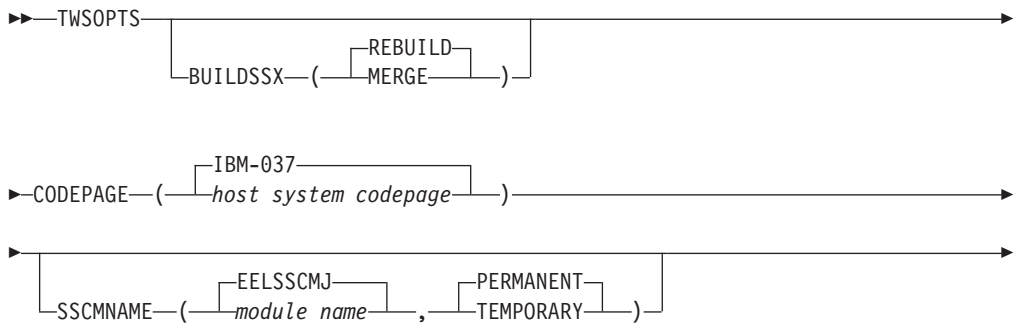 TWSOPTS
REBUILD
BUILDSSX ( MERGE )
IBM-037
CODEPAGE ( host system codepage )
EELSSCMJ PERMANENT
SSCMNAME ( module name , TEMPORARY )